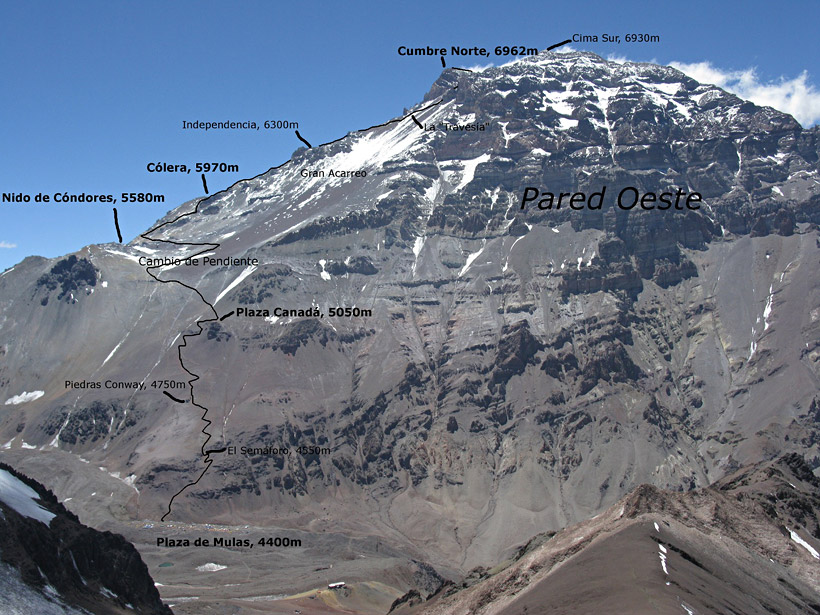 Cima Sur, 6930m
Cumbre Norte, 6962m
Independencia, 6300m
La "Travesia"
Cólera, 5970m
Gran Acarreo
Nido de Cóndores, 5580m
Pared Oeste
Cambio de Pendiente
Plaza Canadá, 5050m
Piedras Conway, 4750m
El Semáforo, 4550m
Plaza de Mulas, 4400m